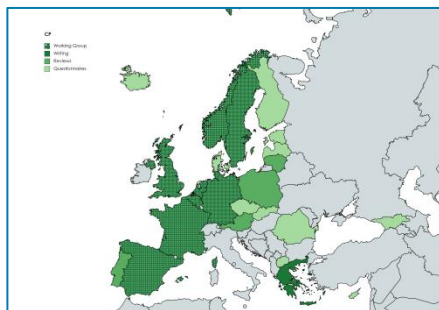 CP
Working Group
Writing
Reviews
Questionnaires